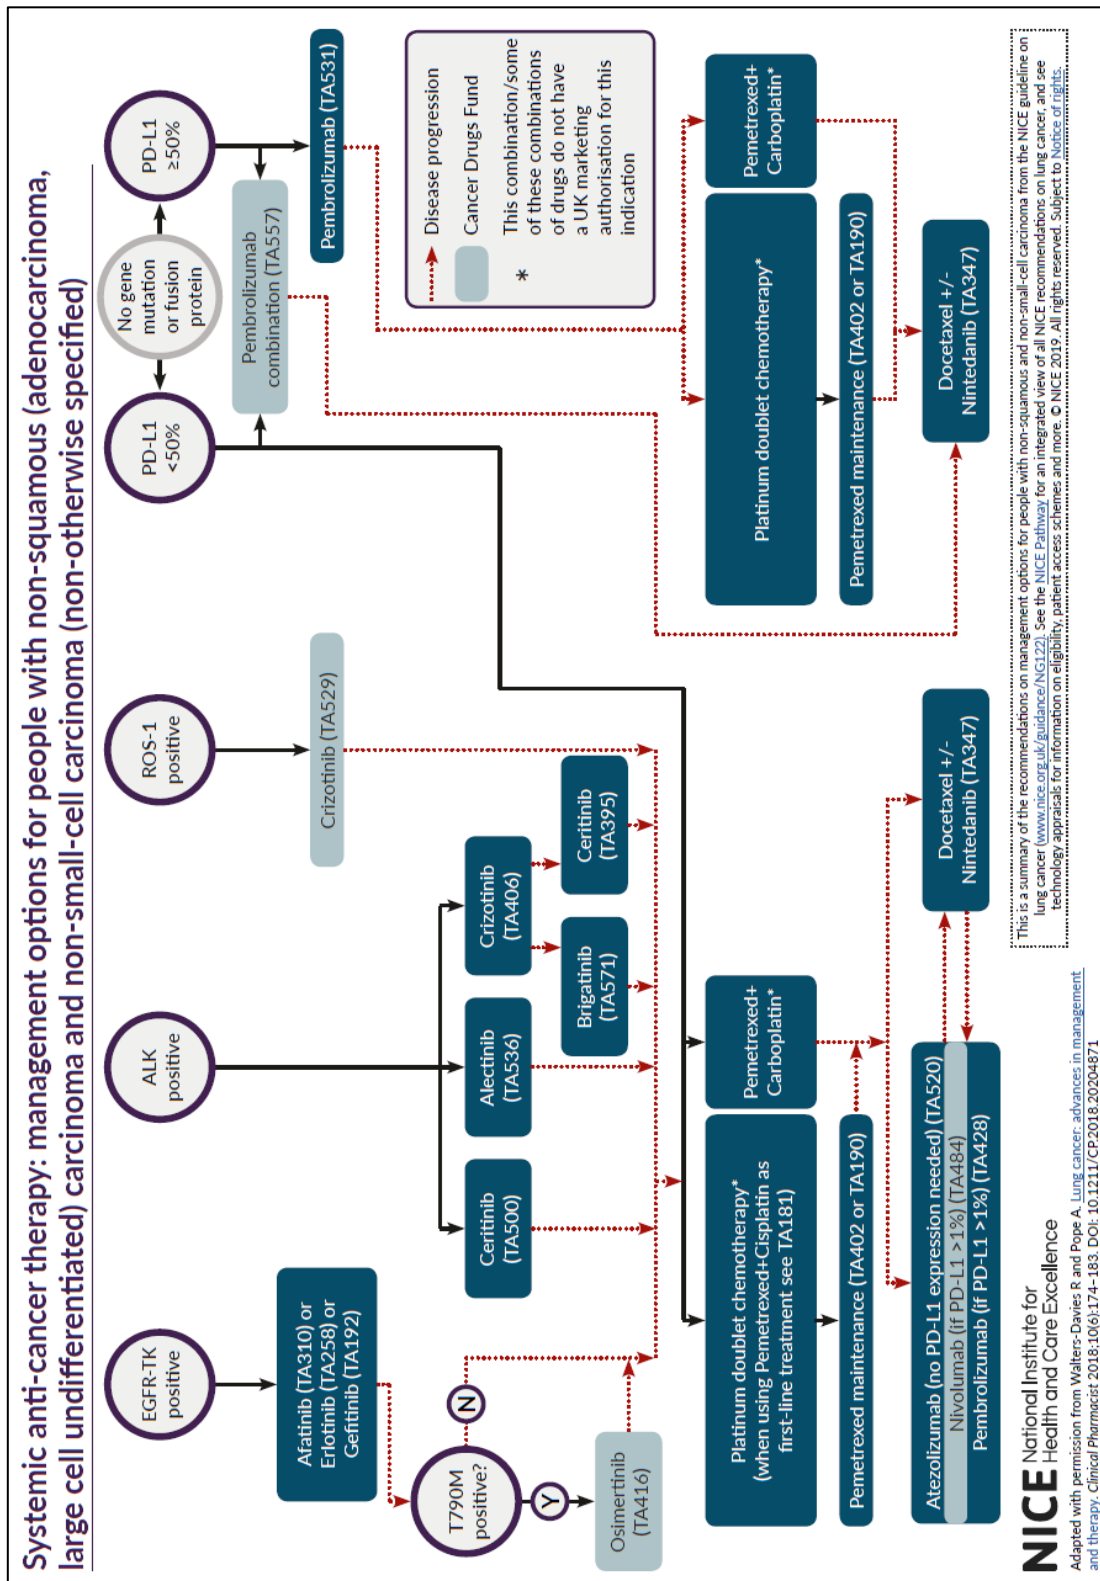 Systemic anti-cancer therapy: management options for people with non-squamous (adenocarcinoma,
large cell undifferentiated) carcinoma and non-small-cell carcinoma (non-otherwise specified)
EGFR-TK
positive
ALK
positive
ROS-1
positive
PD-L1
<50%
No gene
mutation
or fusion
protein
PD-L1
≥50%
Afatinib (TA310) or
Erlotinib (TA258) or
Gefitinib (TA192)
Crizotinib (TA529)
Pembrolizumab
combination (TA557)
Pembrolizumab (TA531)
T790M
positive?
N
Y
Ceritinib
(TA500)
Alectinib
(TA536)
Crizotinib
(TA406)
Brigatinib
(TA571)
Ceritinib
(TA395)
Osimertinib
(TA416)
Disease progression
Cancer Drugs Fund
* This combination/some
of these combinations
of drugs do not have
a UK marketing
authorisation for this
indication
Platinum doublet chemotherapy*
(when using Pemetrexed+Cisplatin as
first-line treatment see TA181)
Pemetrexed+
Carboplatin*
Platinum doublet chemotherapy*
Pemetrexed+
Carboplatin*
Pemetrexed maintenance (TA402 or TA190)
Pemetrexed maintenance (TA402 or TA190)
Atezolizumab (no PD-L1 expression needed) (TA520)
Nivolumab (if PD-L1 >1%) (TA484)
Pembrolizumab (if PD-L1 >1%) (TA428)
Docetaxel +/-
Nintedanib (TA347)
Docetaxel +/-
Nintedanib (TA347)
NICE National Institute for
Health and Care Excellence
Adapted with permission from Walters-Davies R and Pope A. Lung cancer: advances in management
and therapy. Clinical Pharmacist 2018;10(6):174–183. DOI: 10.1211/CP.2018.20204871
This is a summary of the recommendations on management options for people with non-squamous and non-small-cell carcinoma from the NICE guideline on
lung cancer (www.nice.org.uk/guidance/NG122). See the NICE Pathway for an integrated view of all NICE recommendations on lung cancer, and see
technology appraisals for information on eligibility, patient access schemes and more. © NICE 2019. All rights reserved. Subject to Notice of rights.